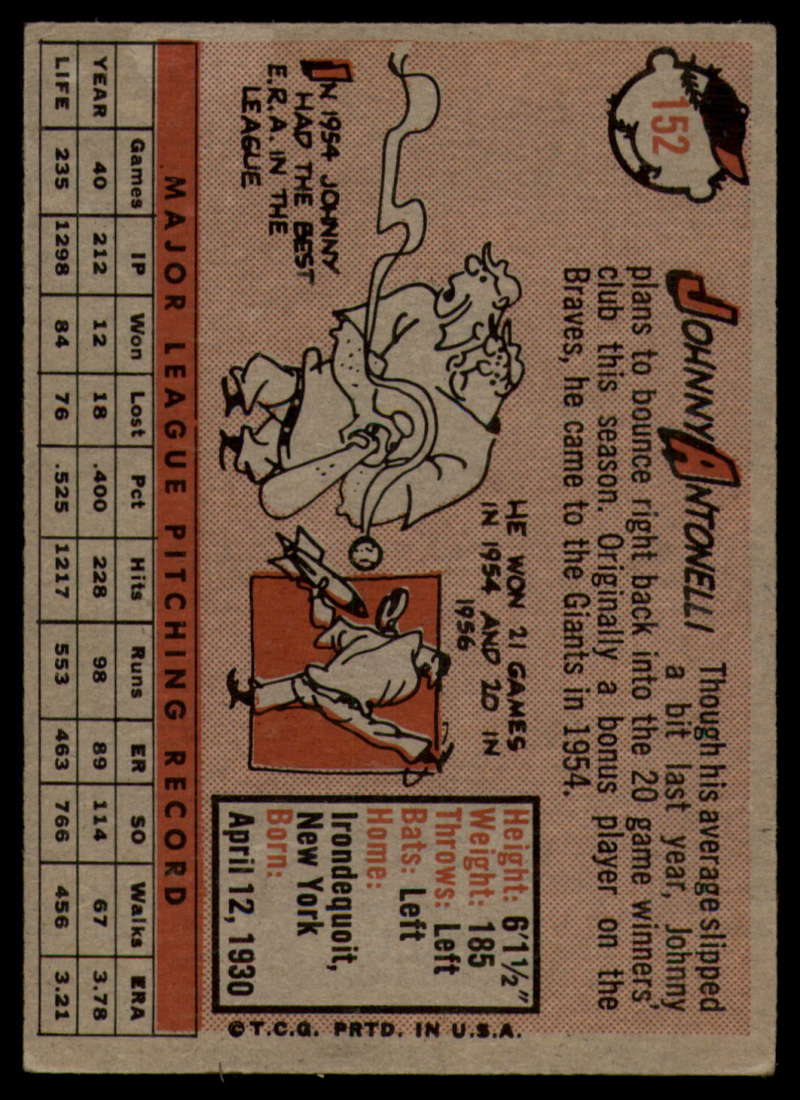 152
JOHNNY ANTONELLI
Though his average slipped
a bit last year, Johnny
plans to bounce right back into the 20 game winners'
club this season. Originally a bonus player on the
Braves, he came to the Giants in 1954.
IN 1954 JOHNNY
HAD THE BEST
E.R.A. IN THE
LEAGUE
HE WON 21 GAMES
IN 1954 AND 20 IN
1956
Height: 6'1½"
Weight: 185
Throws: Left
Bats: Left
Home:
Irondequoit,
New York
Born:
April 12, 1930
©T.C.G. PRTD. IN U.S.A.
MAJOR LEAGUE PITCHING RECORD
Games IP Won Lost Pct Hits Runs ER SO Walks ERA
YEAR 40 212 12 18 .400 228 98 89 114 67 3.78
LIFE 235 1298 84 76 .525 1217 553 463 766 456 3.21